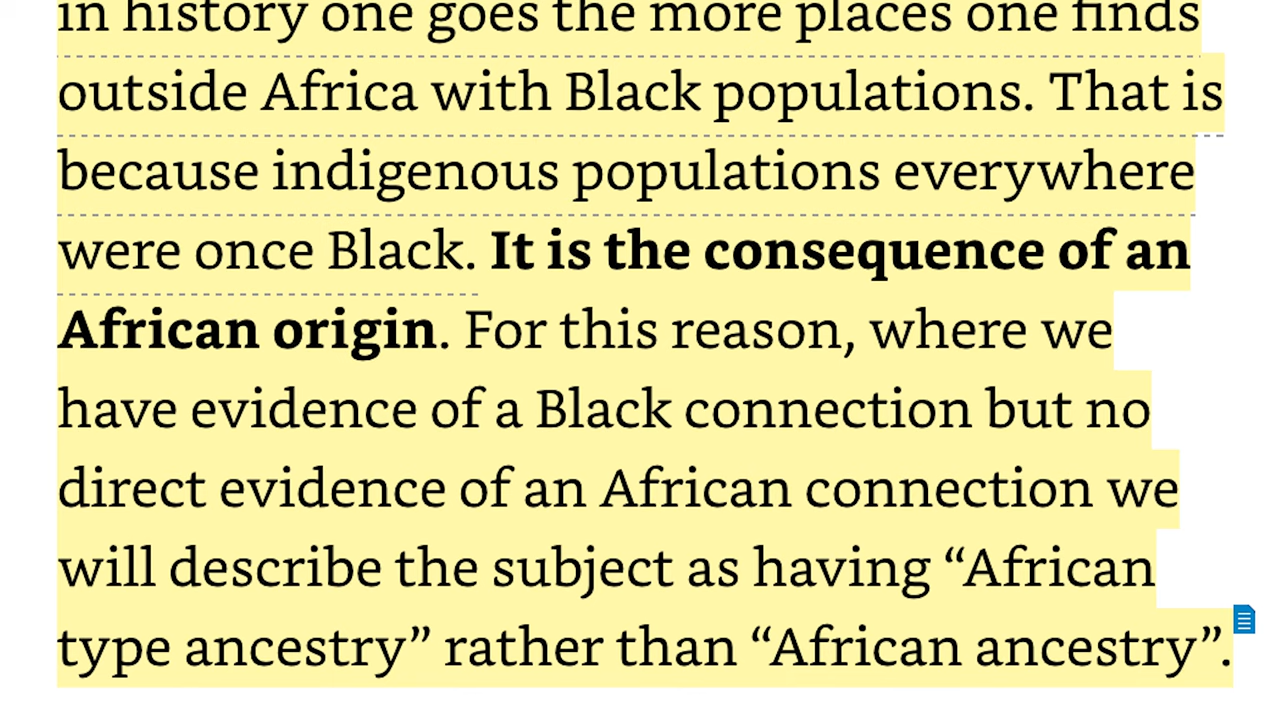 in history one goes the more places one finds
outside Africa with Black populations. That is
because indigenous populations everywhere
were once Black. It is the consequence of an
African origin. For this reason, where we
have evidence of a Black connection but no
direct evidence of an African connection we
will describe the subject as having “African
type ancestry” rather than “African ancestry”.